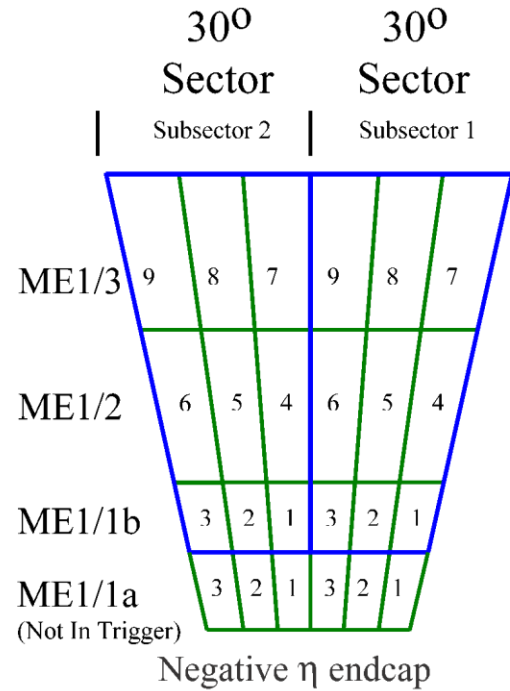 30º 30º
Sector Sector
Subsector 2 Subsector 1
ME1/3 9 8 7 9 8 7
ME1/2 6 5 4 6 5 4
ME1/1b 3 2 1 3 2 1
ME1/1a 3 2 1 3 2 1
(Not In Trigger)
Negative η endcap